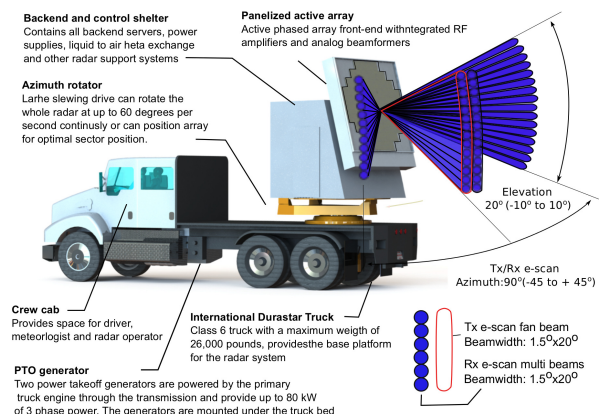 Backend and control shelter
Contains all backend servers, power
supplies, liquid to air heta exchange
and other radar support systems
Panelized active array
Active phased array front-end withntegrated RF
amplifiers and analog beamformers
Azimuth rotator
Larhe slewing drive can rotate the
whole radar at up to 60 degrees per
second continusly or can position array
for optimal sector position.
Elevation
20° (-10° to 10°)
Tx/Rx e-scan
Azimuth:90°(-45 to + 45°)
Crew cab
Provides space for driver,
meteorlogist and radar operator
International Durastar Truck
Class 6 truck with a maximum weigth of
26,000 pounds, providesthe base platform
for the radar system
Tx e-scan fan beam
Beamwidth: 1.5°x20°
Rx e-scan multi beams
Beamwidth: 1.5°x20°
PTO generator
Two power takeoff generators are powered by the primary
truck engine through the transmission and provide up to 80 kW
of 3 phase power. The generators are mounted under the truck bed